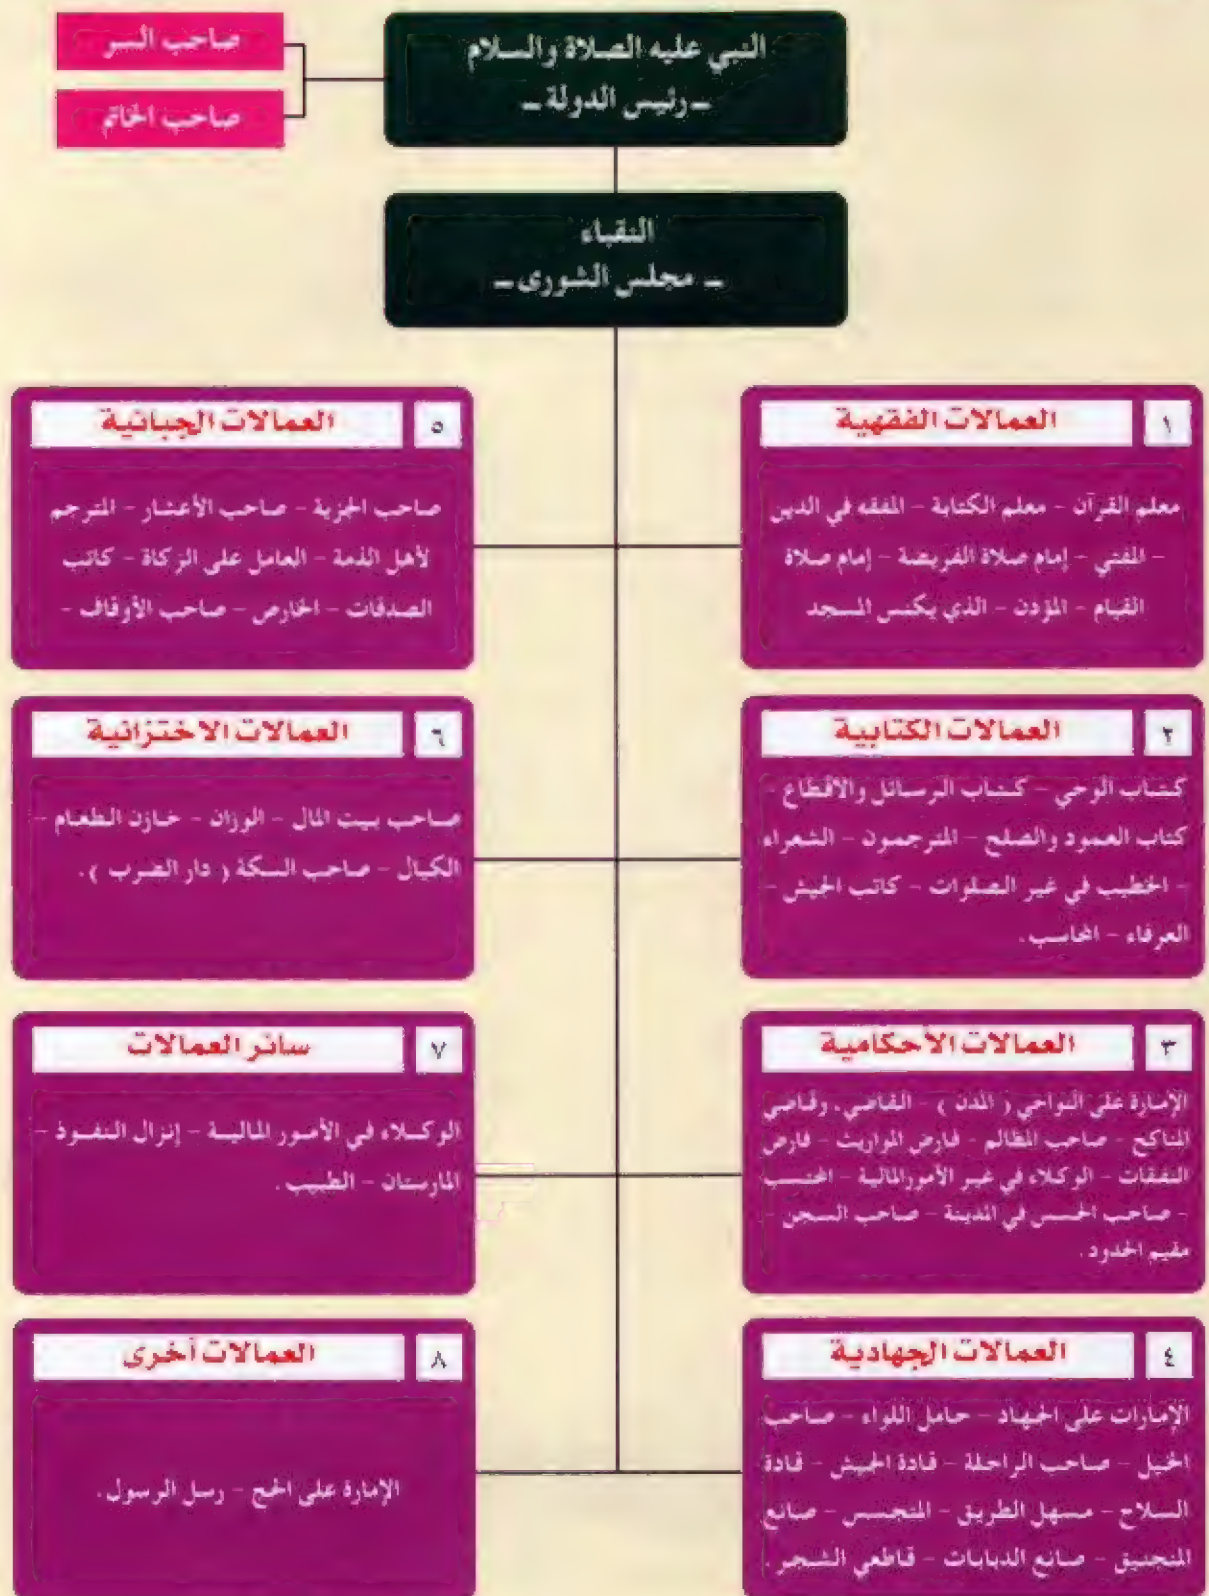 النبي عليه الصلاة والسلام
ـ رئيس الدولة ـ
صاحب السر
صاحب الخاتم
النقباء
ـ مجلس الشورى ـ
١ العمالات الفقهية
معلم القرآن - معلم الكتابة - المفقه في الدين
- المفتي - إمام صلاة الفريضة - إمام صلاة
القيام - المؤذن - الذي يكنس المسجد
٢ العمالات الكتابية
كتاب الوحي - كتاب الرسائل والاقطاع -
كتاب العهود والصلح - المترجمون - الشعراء
- الخطيب في غير الصلوات - كاتب الجيش -
العرفاء - المحاسب .
٣ العمالات الأحكامية
الإمارة على النواحي ( المدن ) - القاضي، وقاضي
المناكح - صاحب المظالم - فارض المواريث - فارض
النفقات - الوكلاء في غير الأمور المالية - المحتسب
- صاحب العسس في المدينة - صاحب السجن -
مقيم الحدود .
٤ العمالات الجهادية
الإمارات على الجهاد - حامل اللواء - صاحب
الخيل - صاحب الراحلة - قادة الجيش - قادة
السلاح - مسهل الطريق - المتجسس - صانع
المنجنيق - صانع الدبابات - قاطعي الشجر .
٥ العمالات الجبائية
صاحب الجزية - صاحب الأعشار - المترجم
لأهل الذمة - العامل على الزكاة - كاتب
الصدقات - الخارص - صاحب الأوقاف -
٦ العمالات الاختزانية
صاحب بيت المال - الوزان - خازن الطعام -
الكيال - صاحب السكة ( دار الضرب ) .
٧ سائر العمالات
الوكلاء في الأمور المالية - إنزال -
المارستان - الطبيب .
٨ العمالات أخرى
الإمارة على الحج - رسل الرسول .